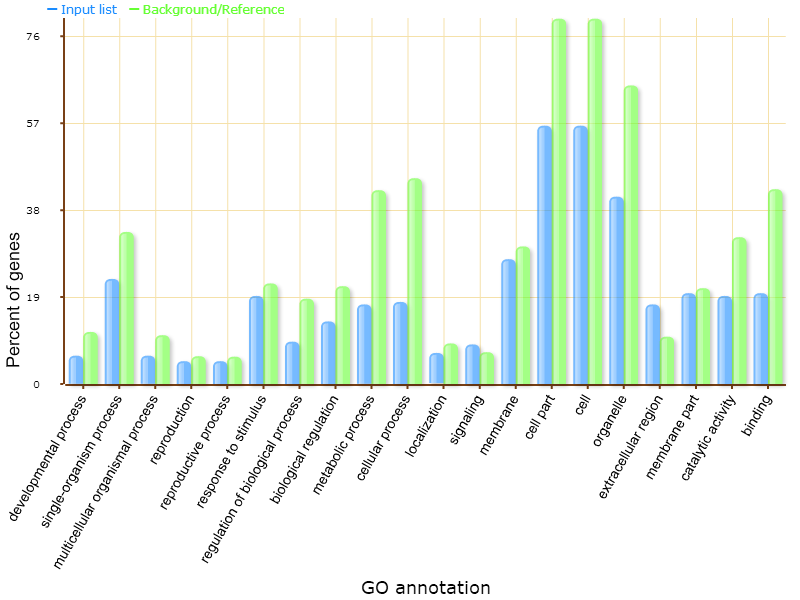 Input list Background/Reference
76
57
38
19
0
Percent of genes
developmental process
single-organism process
multicellular organismal process
reproduction
reproductive process
response to stimulus
regulation of biological process
biological regulation
metabolic process
cellular process
localization
signaling
membrane
cell part
cell
organelle
extracellular region
membrane part
catalytic activity
binding
GO annotation